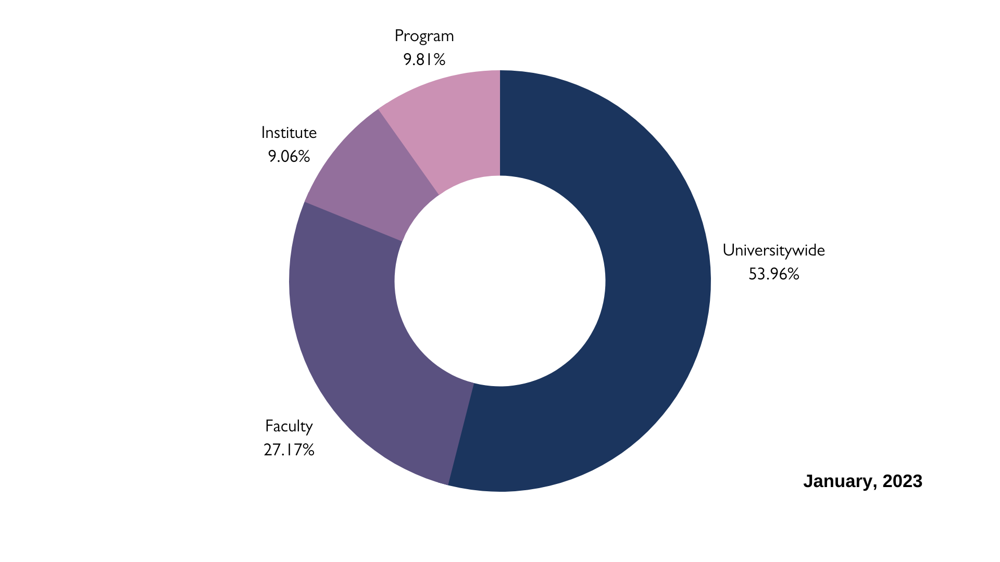 Program
9.81%
Institute
9.06%
Universitywide
53.96%
Faculty
27.17%
January, 2023